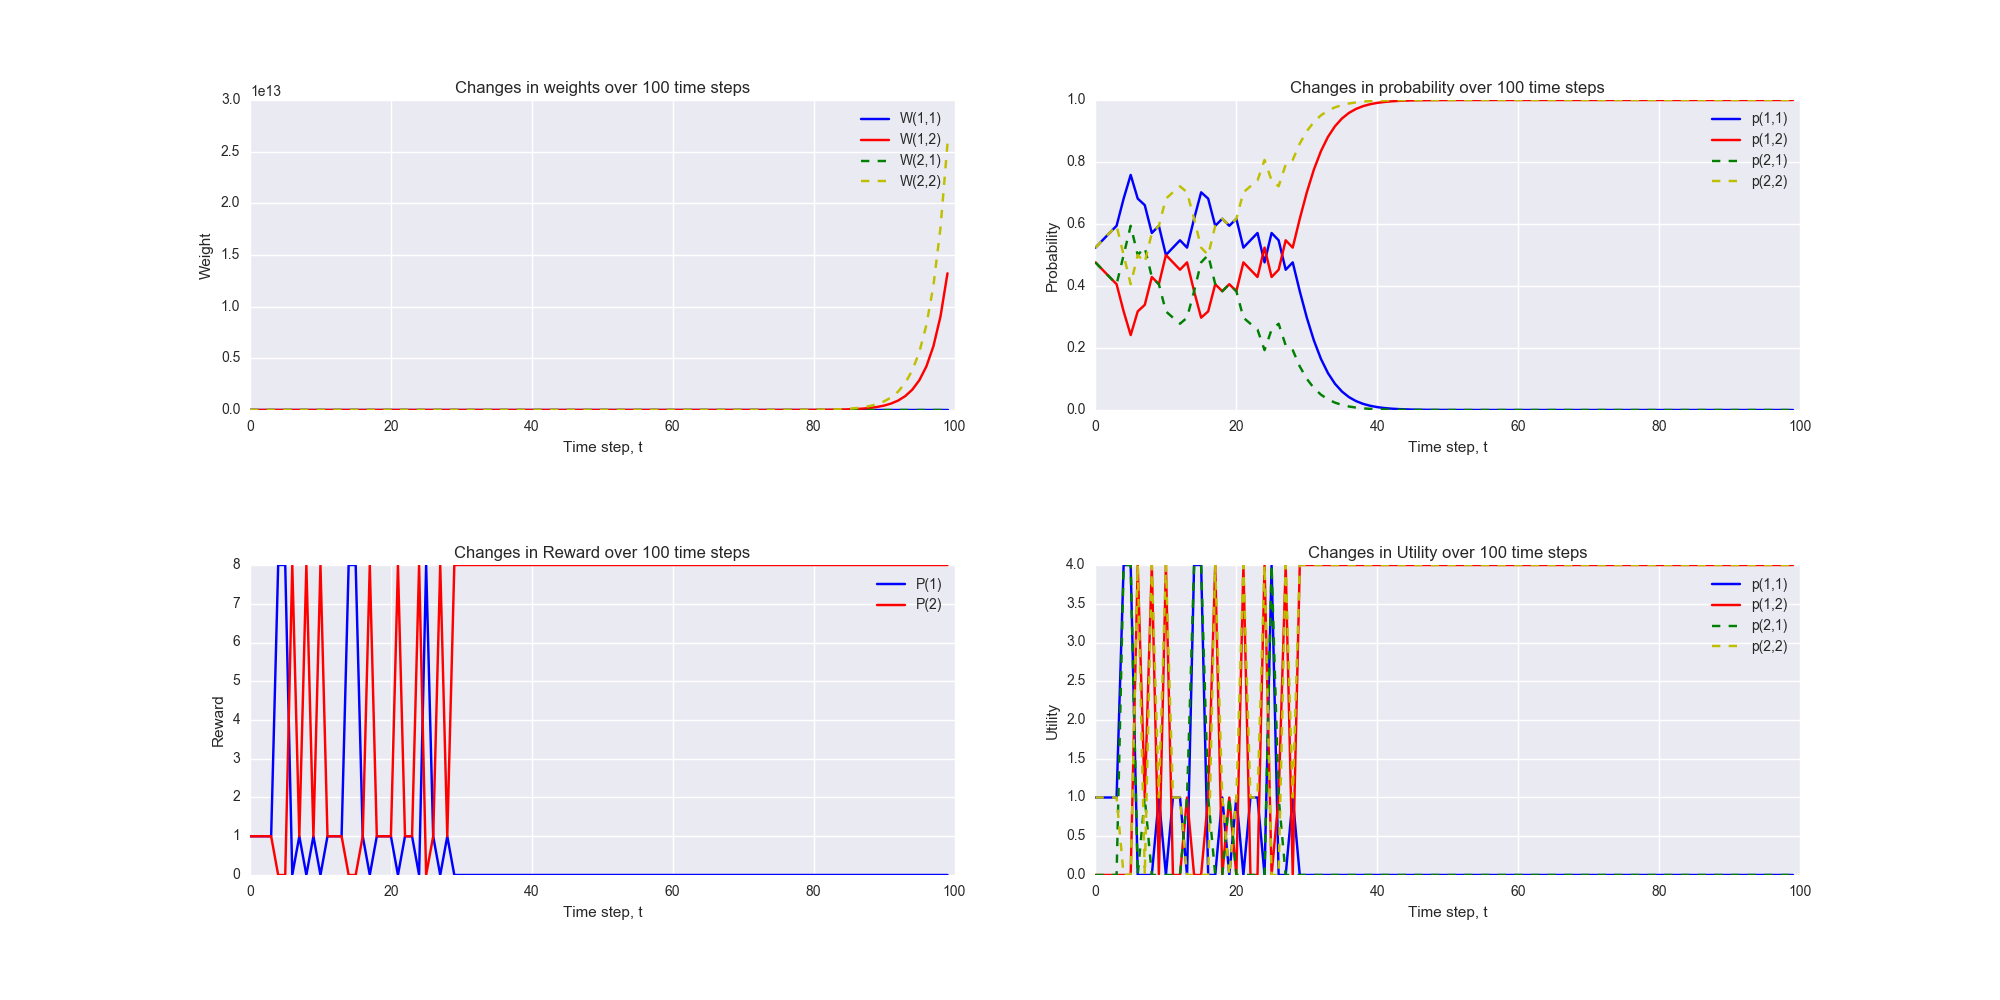 Changes in weights over 100 time steps
1e13
3.0
2.5
2.0
1.5
1.0
0.5
0.0
Weight
W(1,1)
W(1,2)
W(2,1)
W(2,2)
0 20 40 60 80 100
Time step, t
Changes in probability over 100 time steps
1.0
0.8
0.6
0.4
0.2
0.0
Probability
p(1,1)
p(1,2)
p(2,1)
p(2,2)
0 20 40 60 80 100
Time step, t
Changes in Reward over 100 time steps
8
7
6
5
4
3
2
1
0
Reward
P(1)
P(2)
0 20 40 60 80 100
Time step, t
Changes in Utility over 100 time steps
4.0
3.5
3.0
2.5
2.0
1.5
1.0
0.5
0.0
Utility
p(1,1)
p(1,2)
p(2,1)
p(2,2)
0 20 40 60 80 100
Time step, t